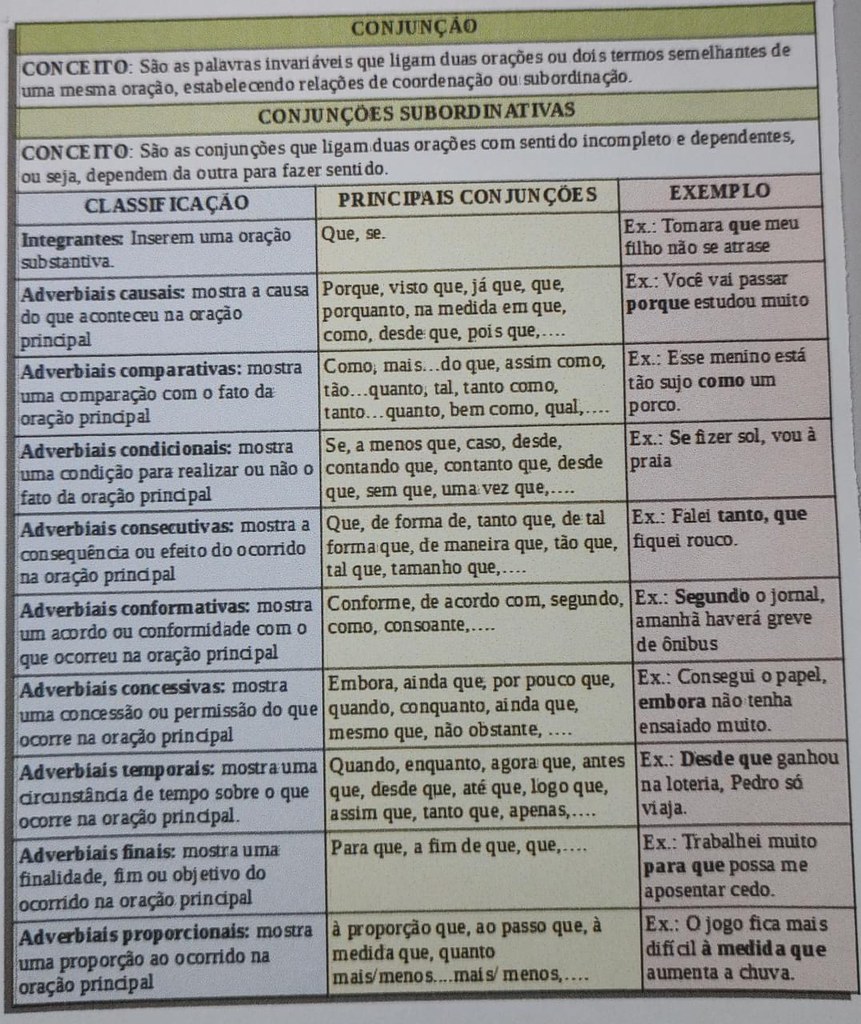 CONJUNÇÃO
CONCEITO: São as palavras invariáveis que ligam duas orações ou dois termos semelhantes de
uma mesma oração, estabelecendo relações de coordenação ou subordinação.
CONJUNÇÕES SUBORDINATIVAS
CONCEITO: São as conjunções que ligam duas orações com sentido incompleto e dependentes,
ou seja, dependem da outra para fazer sentido.
CLASSIFICAÇÃO
PRINCIPAIS CONJUNÇÕES
EXEMPLO
Integrantes: Inserem uma oração
substantiva.
Que, se.
Ex.: Tomara que meu
filho não se atrase
Adverbiais causais: mostra a causa
do que aconteceu na oração
principal
Porque, visto que, já que, que,
porquanto, na medida em que,
como, desde que, pois que,....
Ex.: Você vai passar
porque estudou muito
Adverbiais comparativas: mostra
uma comparação com o fato da
oração principal
Como, mais...do que, assim como,
tão...quanto, tal, tanto como,
tanto...quanto, bem como, qual,....
Ex.: Esse menino está
tão sujo como um
porco.
Adverbiais condicionais: mostra
uma condição para realizar ou não o
fato da oração principal
Se, a menos que, caso, desde,
contando que, contanto que, desde
que, sem que, uma vez que,....
Ex.: Se fizer sol, vou à
praia
Adverbiais consecutivas: mostra a
consequência ou efeito do ocorrido
na oração principal
Que, de forma de, tanto que, de tal
forma que, de maneira que, tão que,
tal que, tamanho que,....
Ex.: Falei tanto, que
fiquei rouco.
Adverbiais conformativas: mostra
um acordo ou conformidade com o
que ocorreu na oração principal
Conforme, de acordo com, segundo,
como, consoante,....
Ex.: Segundo o jornal,
amanhã haverá greve
de ônibus
Adverbiais concessivas: mostra
uma concessão ou permissão do que
ocorre na oração principal
Embora, ainda que, por pouco que,
quando, conquanto, ainda que,
mesmo que, não obstante, ....
Ex.: Consegui o papel,
embora não tenha
ensaiado muito.
Adverbiais temporais: mostra uma
circunstância de tempo sobre o que
ocorre na oração principal.
Quando, enquanto, agora que, antes
que, desde que, até que, logo que,
assim que, tanto que, apenas,....
Ex.: Desde que ganhou
na loteria, Pedro só
viaja.
Adverbiais finais: mostra uma
finalidade, fim ou objetivo do
ocorrido na oração principal
Para que, a fim de que, que,....
Ex.: Trabalhei muito
para que possa me
aposentar cedo.
Adverbiais proporcionais: mostra
uma proporção ao ocorrido na
oração principal
à proporção que, ao passo que, à
medida que, quanto
mais/menos....mais/ menos,....
Ex.: O jogo fica mais
difícil à medida que
aumenta a chuva.